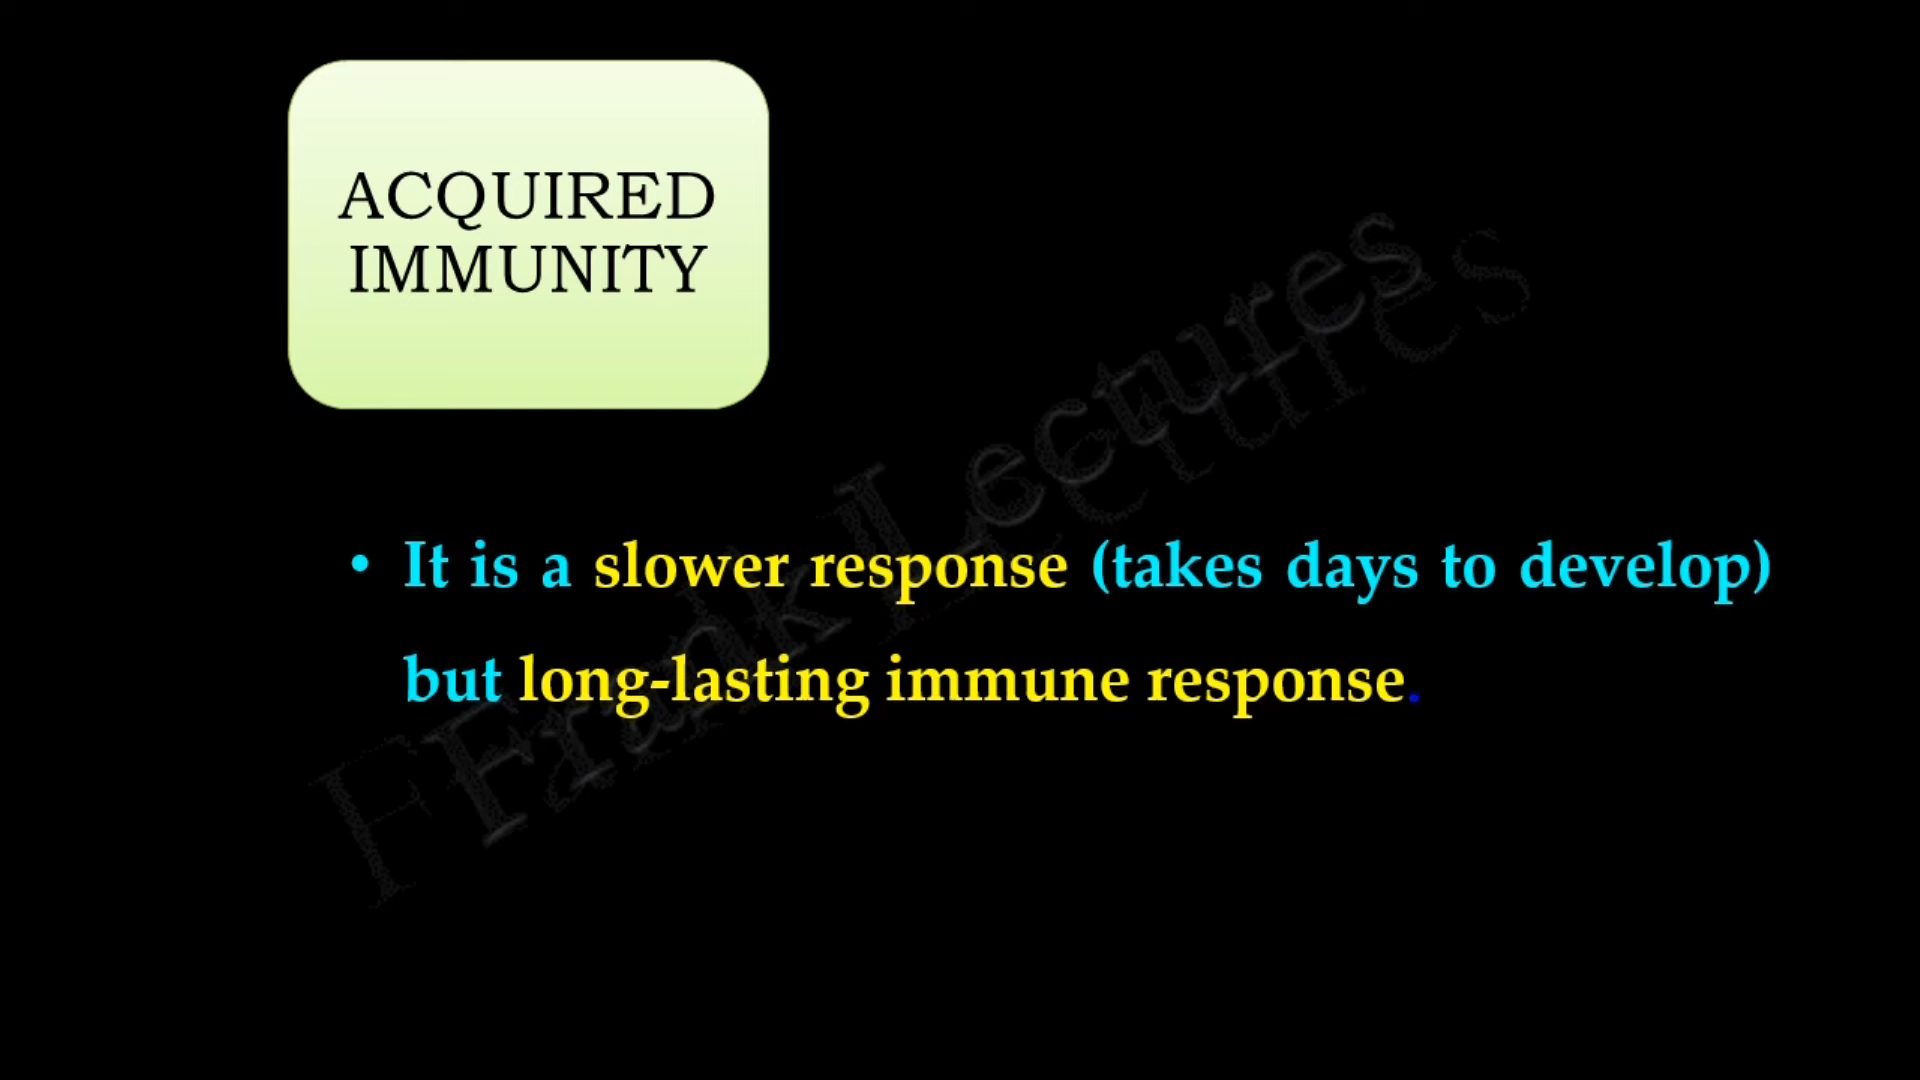 ACQUIRED
IMMUNITY
Frank Lectures
• It is a slower response (takes days to develop)
but long-lasting immune response.